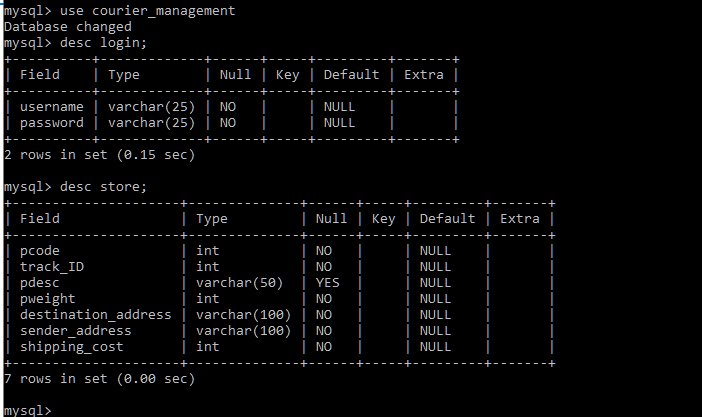 mysql> use courier_management
Database changed
mysql> desc login;
+----------+-------------+------+-----+---------+-------+
| Field    | Type        | Null | Key | Default | Extra |
+----------+-------------+------+-----+---------+-------+
| username | varchar(25) | NO   |     | NULL    |       |
| password | varchar(25) | NO   |     | NULL    |       |
+----------+-------------+------+-----+---------+-------+
2 rows in set (0.15 sec)

mysql> desc store;
+---------------------+--------------+------+-----+---------+-------+
| Field               | Type         | Null | Key | Default | Extra |
+---------------------+--------------+------+-----+---------+-------+
| pcode               | int          | NO   |     | NULL    |       |
| track_ID            | int          | NO   |     | NULL    |       |
| pdesc               | varchar(50)  | YES  |     | NULL    |       |
| pweight             | int          | NO   |     | NULL    |       |
| destination_address | varchar(100) | NO   |     | NULL    |       |
| sender_address      | varchar(100) | NO   |     | NULL    |       |
| shipping_cost       | int          | NO   |     | NULL    |       |
+---------------------+--------------+------+-----+---------+-------+
7 rows in set (0.00 sec)

mysql>